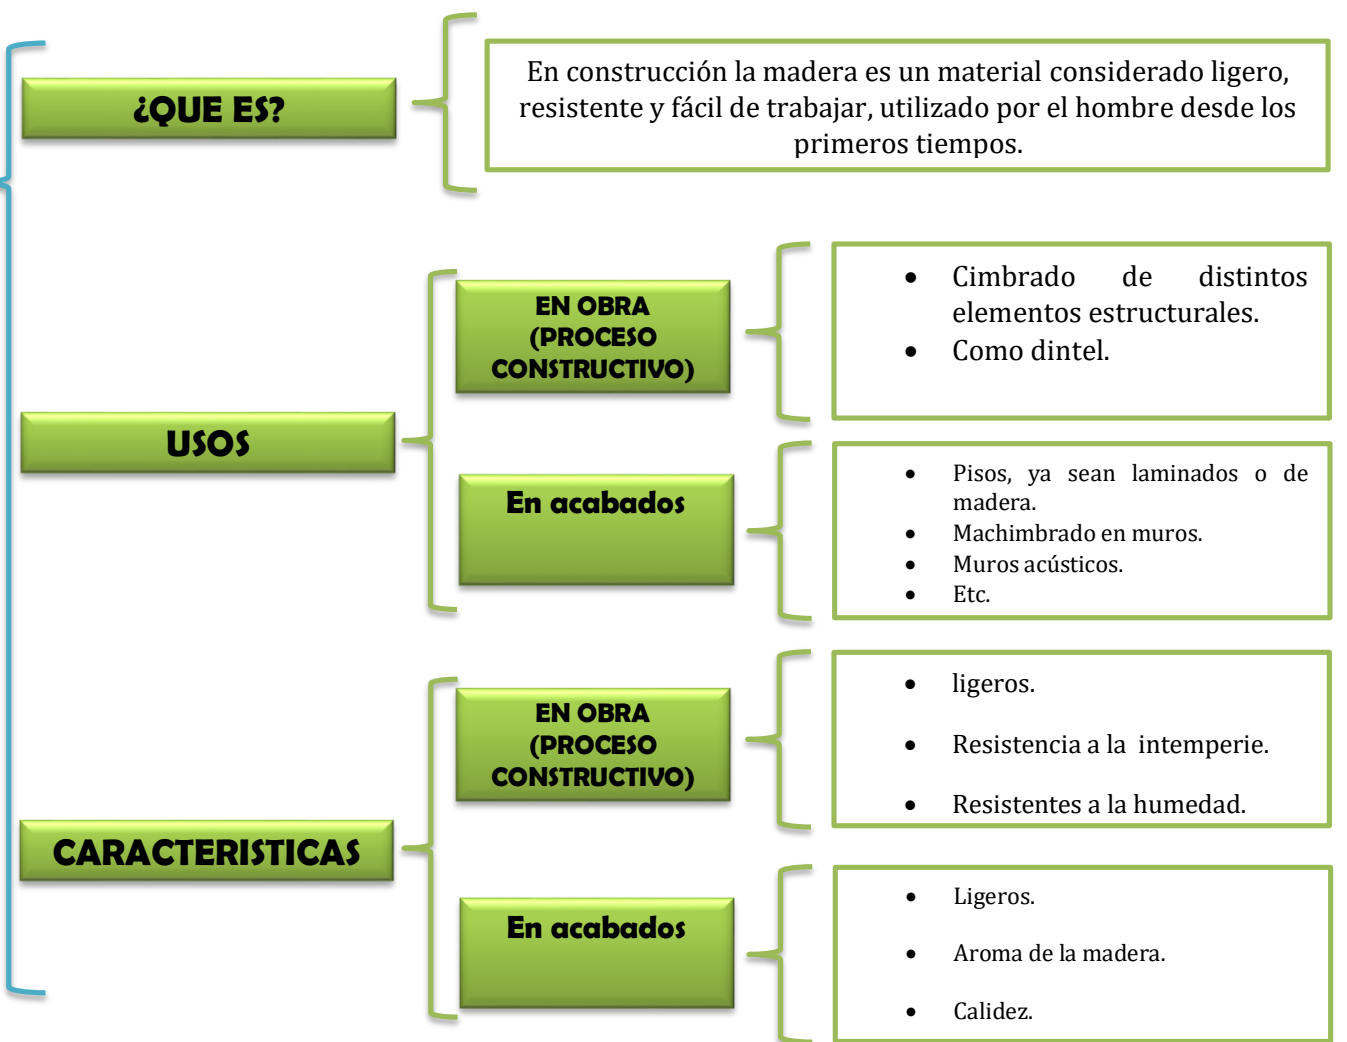 ¿QUE ES?
En construcción la madera es un material considerado ligero,
resistente y fácil de trabajar, utilizado por el hombre desde los
primeros tiempos.
USOS
EN OBRA
(PROCESO
CONSTRUCTIVO)
• Cimbrado de distintos
elementos estructurales.
• Como dintel.
En acabados
• Pisos, ya sean laminados o de
madera.
• Machimbrado en muros.
• Muros acústicos.
• Etc.
CARACTERISTICAS
EN OBRA
(PROCESO
CONSTRUCTIVO)
• ligeros.
• Resistencia a la intemperie.
• Resistentes a la humedad.
En acabados
• Ligeros.
• Aroma de la madera.
• Calidez.